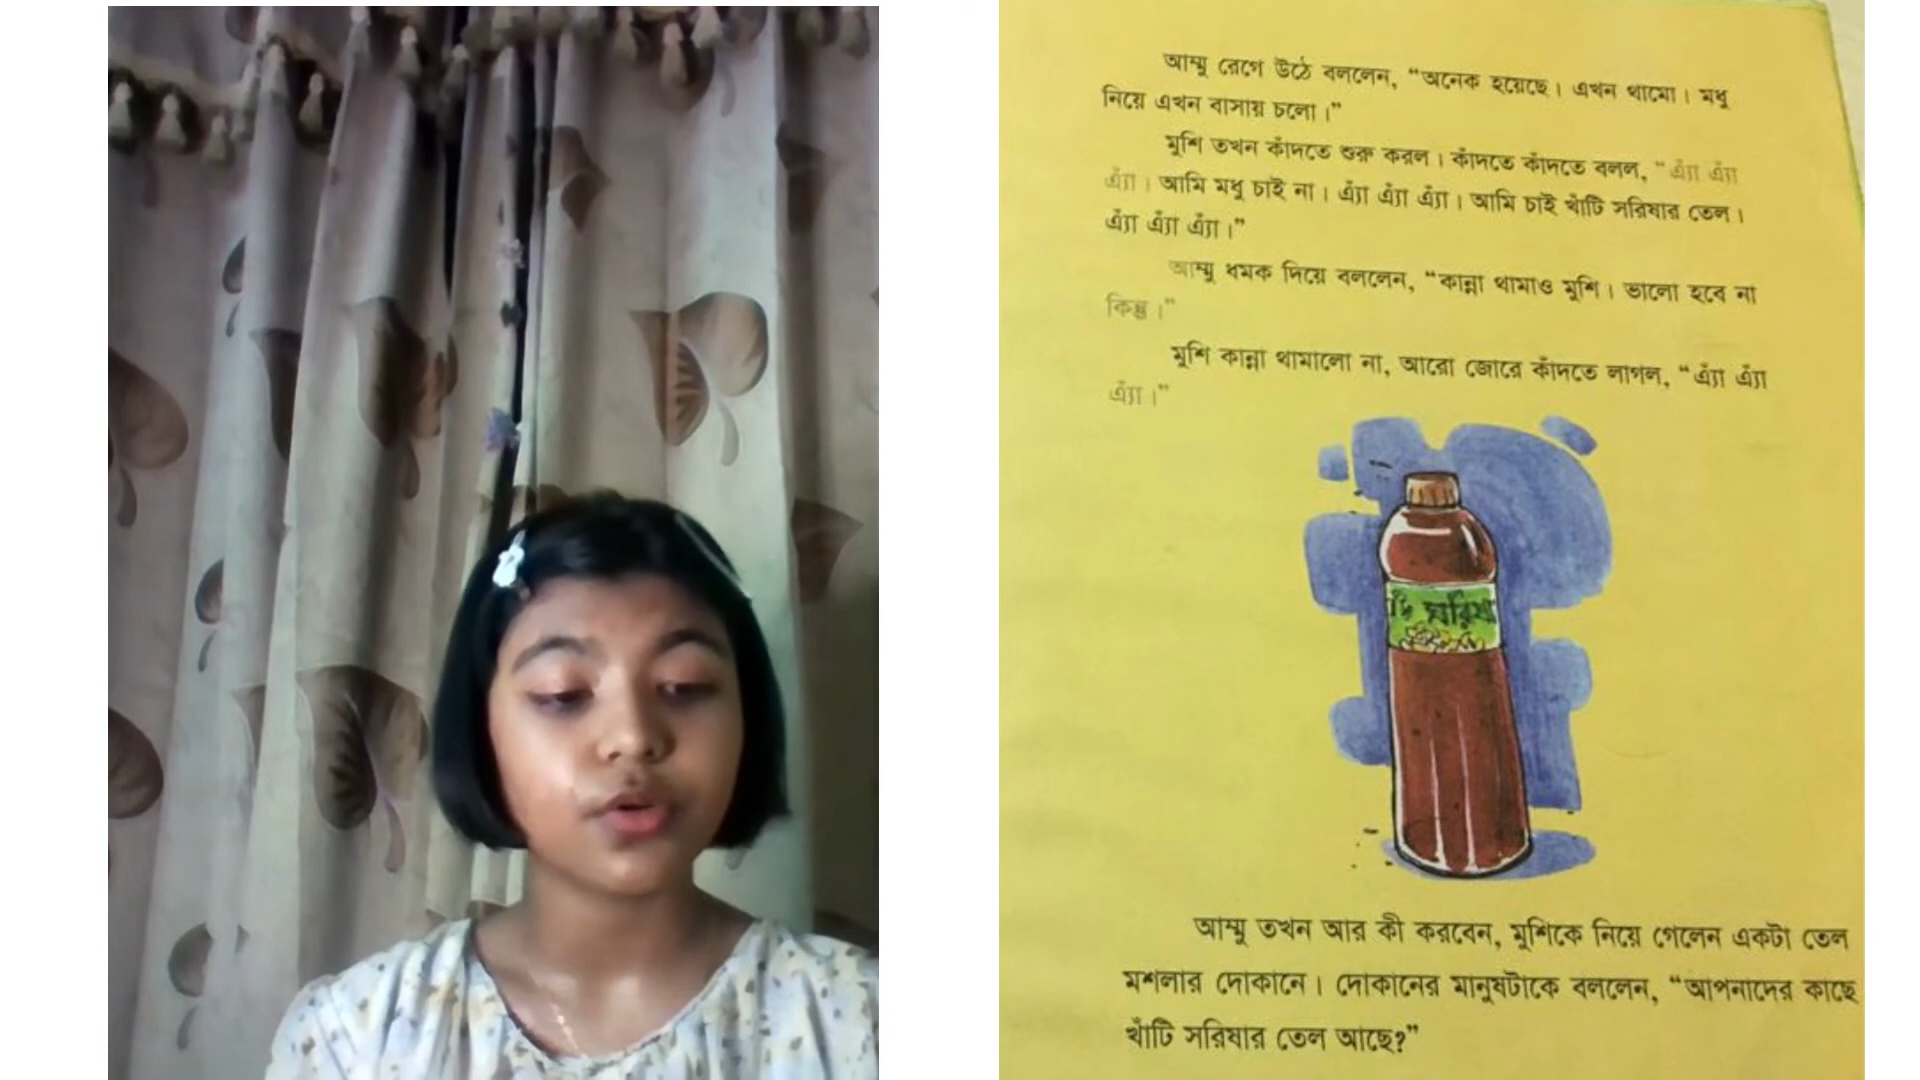 আম্মু রেগে উঠে বললেন, “অনেক হয়েছে। এখন থামো। মধু
নিয়ে এখন বাসায় চলো।”
মুশি তখন কাঁদতে শুরু করল। কাঁদতে কাঁদতে বলল, “এ্যাঁ এ্যাঁ
এ্যাঁ। আমি মধু চাই না। এ্যাঁ এ্যাঁ এ্যাঁ। আমি চাই খাঁটি সরিষার তেল।
এ্যাঁ এ্যাঁ এ্যাঁ।”
আম্মু ধমক দিয়ে বললেন, “কান্না থামাও মুশি। ভালো হবে না
কিন্তু।”
মুশি কান্না থামালো না, আরো জোরে কাঁদতে লাগল, “এ্যাঁ এ্যাঁ
এ্যাঁ।”
টি সরিষা
আম্মু তখন আর কী করবেন, মুশিকে নিয়ে গেলেন একটা তেল
মশলার দোকানে। দোকানের মানুষটাকে বললেন, “আপনাদের কাছে
খাঁটি সরিষার তেল আছে?”